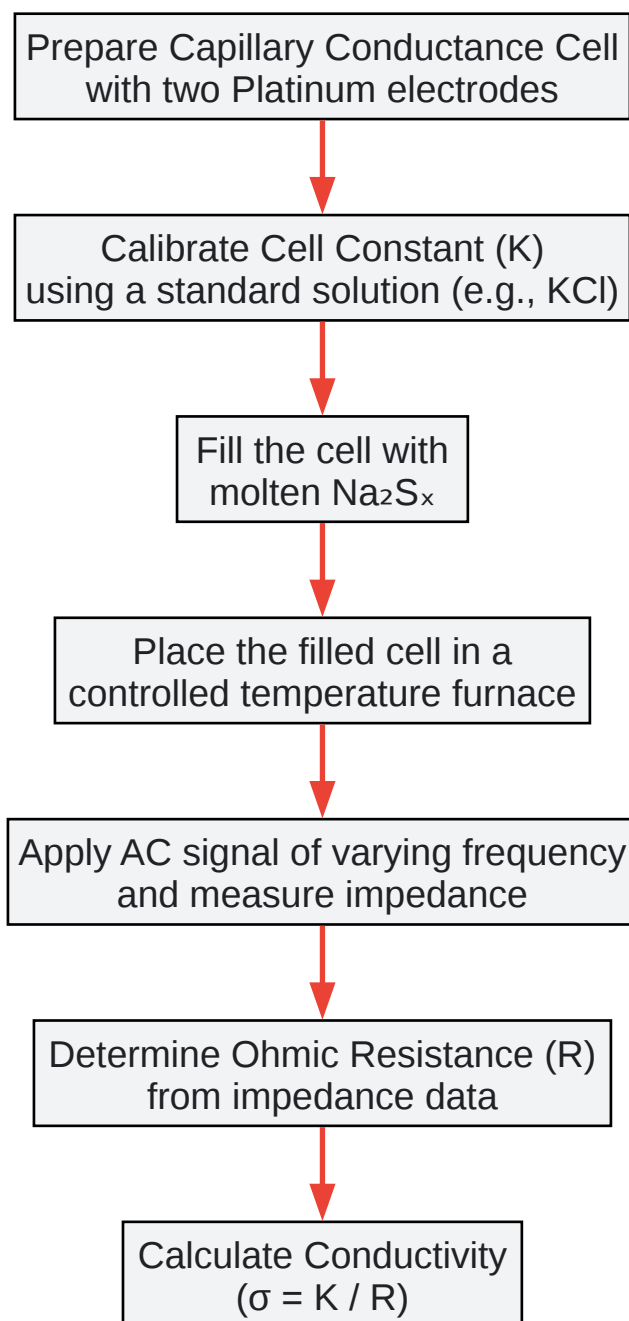 Prepare Capillary Conductance Cell
with two Platinum electrodes
Calibrate Cell Constant (K)
using a standard solution (e.g., KCl)
Fill the cell with
molten Na₂Sₓ
Place the filled cell in a
controlled temperature furnace
Apply AC signal of varying frequency
and measure impedance
Determine Ohmic Resistance (R)
from impedance data
Calculate Conductivity
(σ = K / R)